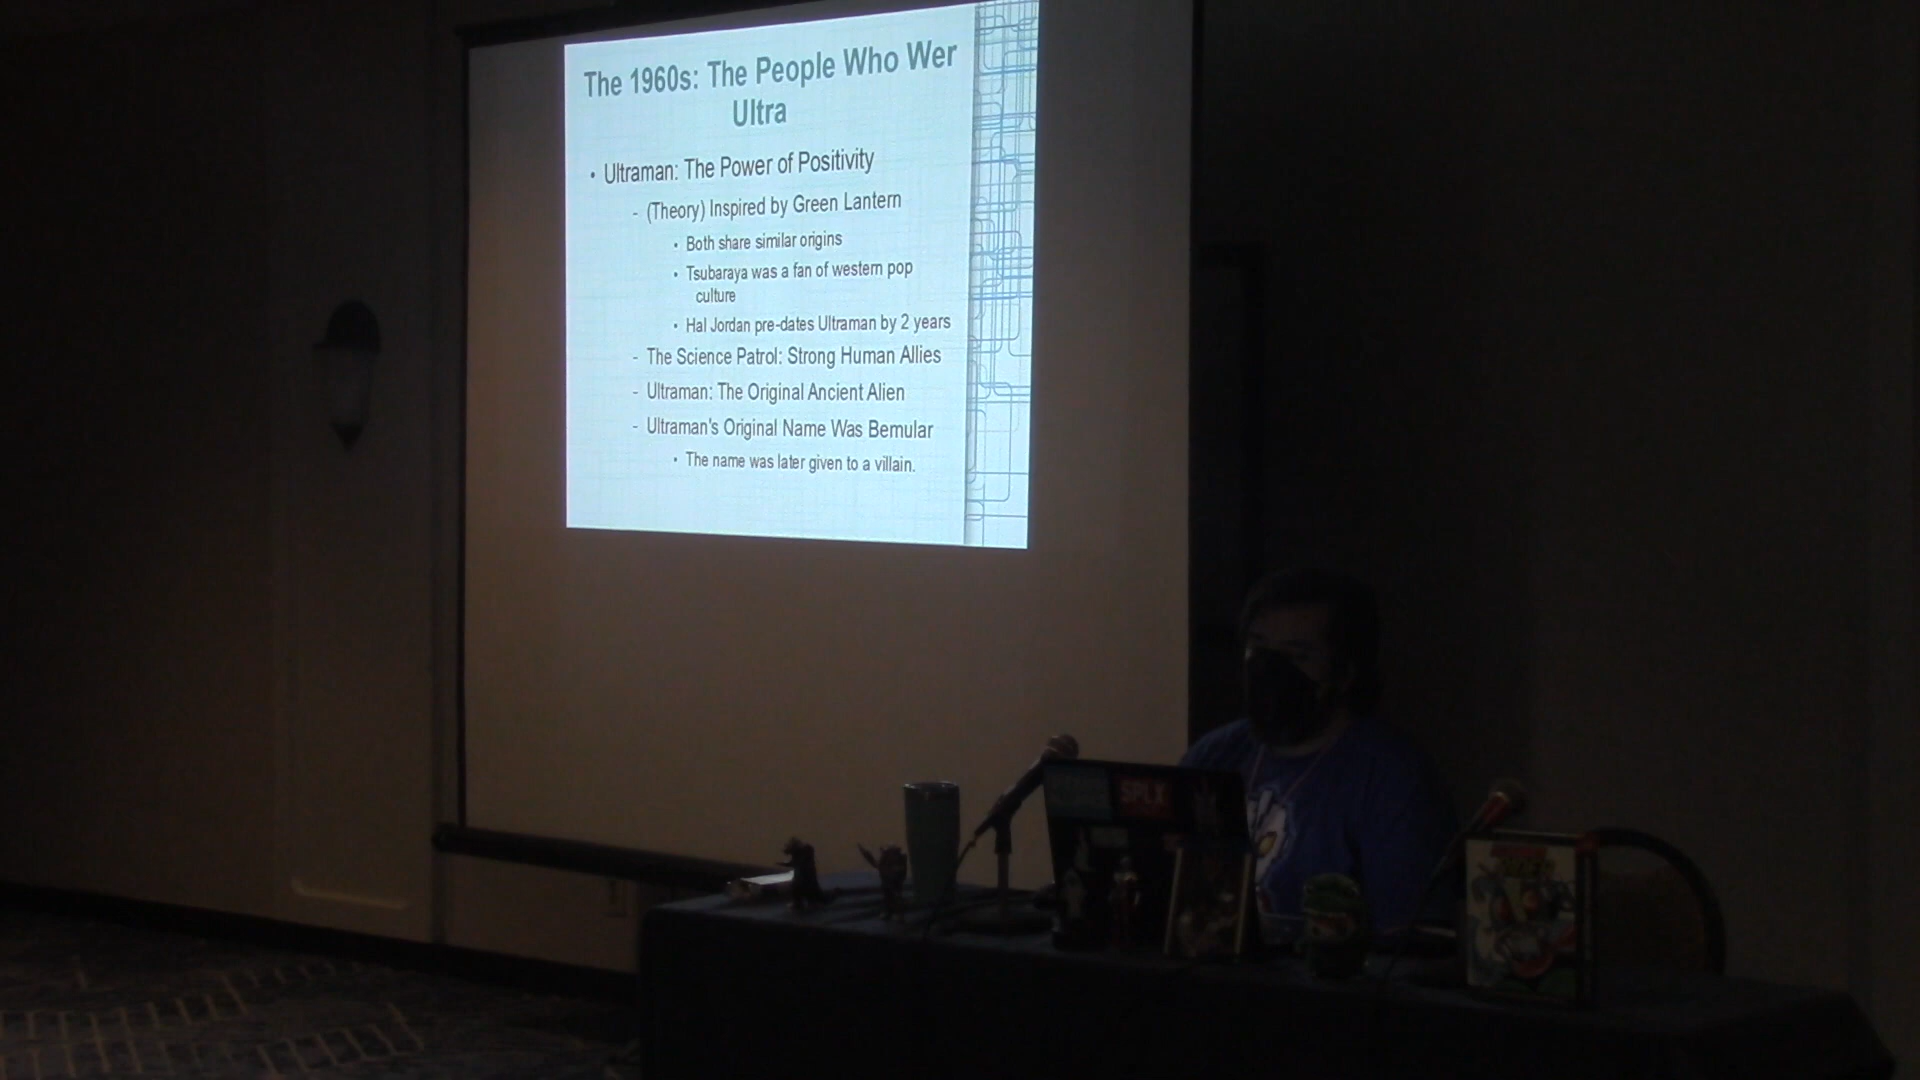 The 1960s: The People Who Wer
Ultra
• Ultraman: The Power of Positivity
- (Theory) Inspired by Green Lantern
• Both share similar origins
• Tsubaraya was a fan of western pop
culture
• Hal Jordan pre-dates Ultraman by 2 years
- The Science Patrol: Strong Human Allies
- Ultraman: The Original Ancient Alien
- Ultraman's Original Name Was Bemular
• The name was later given to a villain.
SPLX